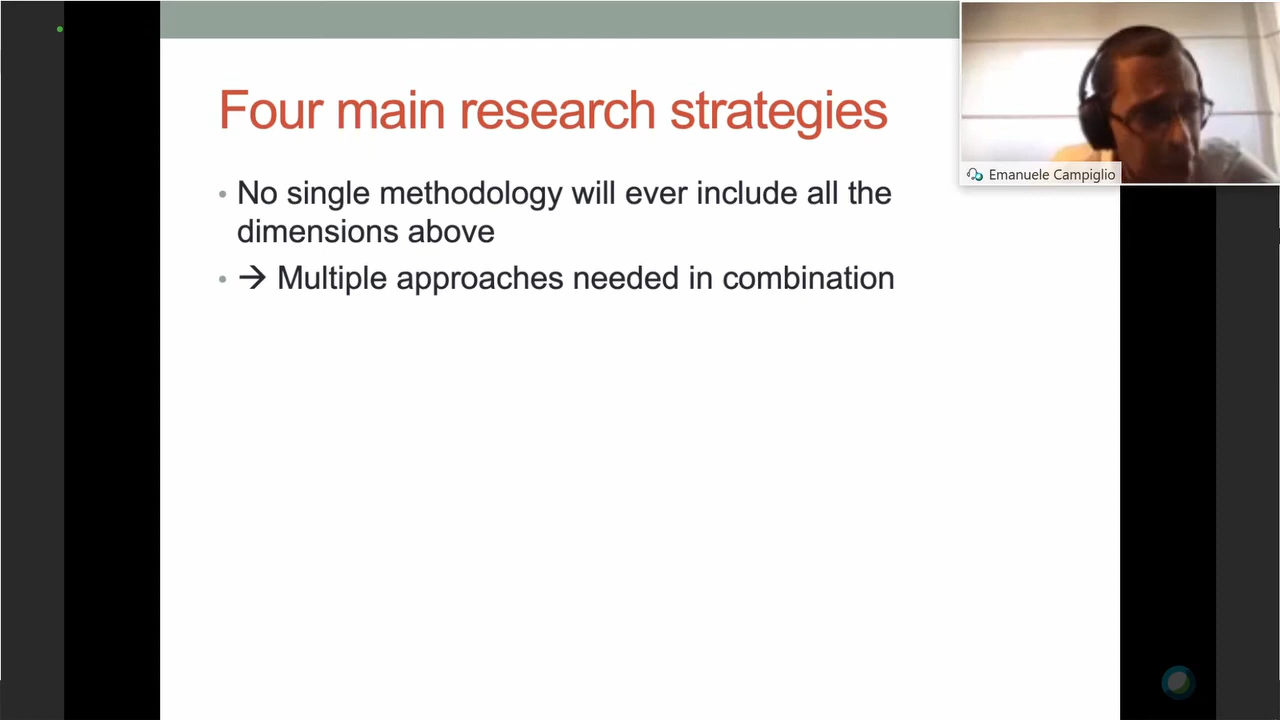 Four main research strategies
• No single methodology will ever include all the
dimensions above
• → Multiple approaches needed in combination
Emanuele Campiglio